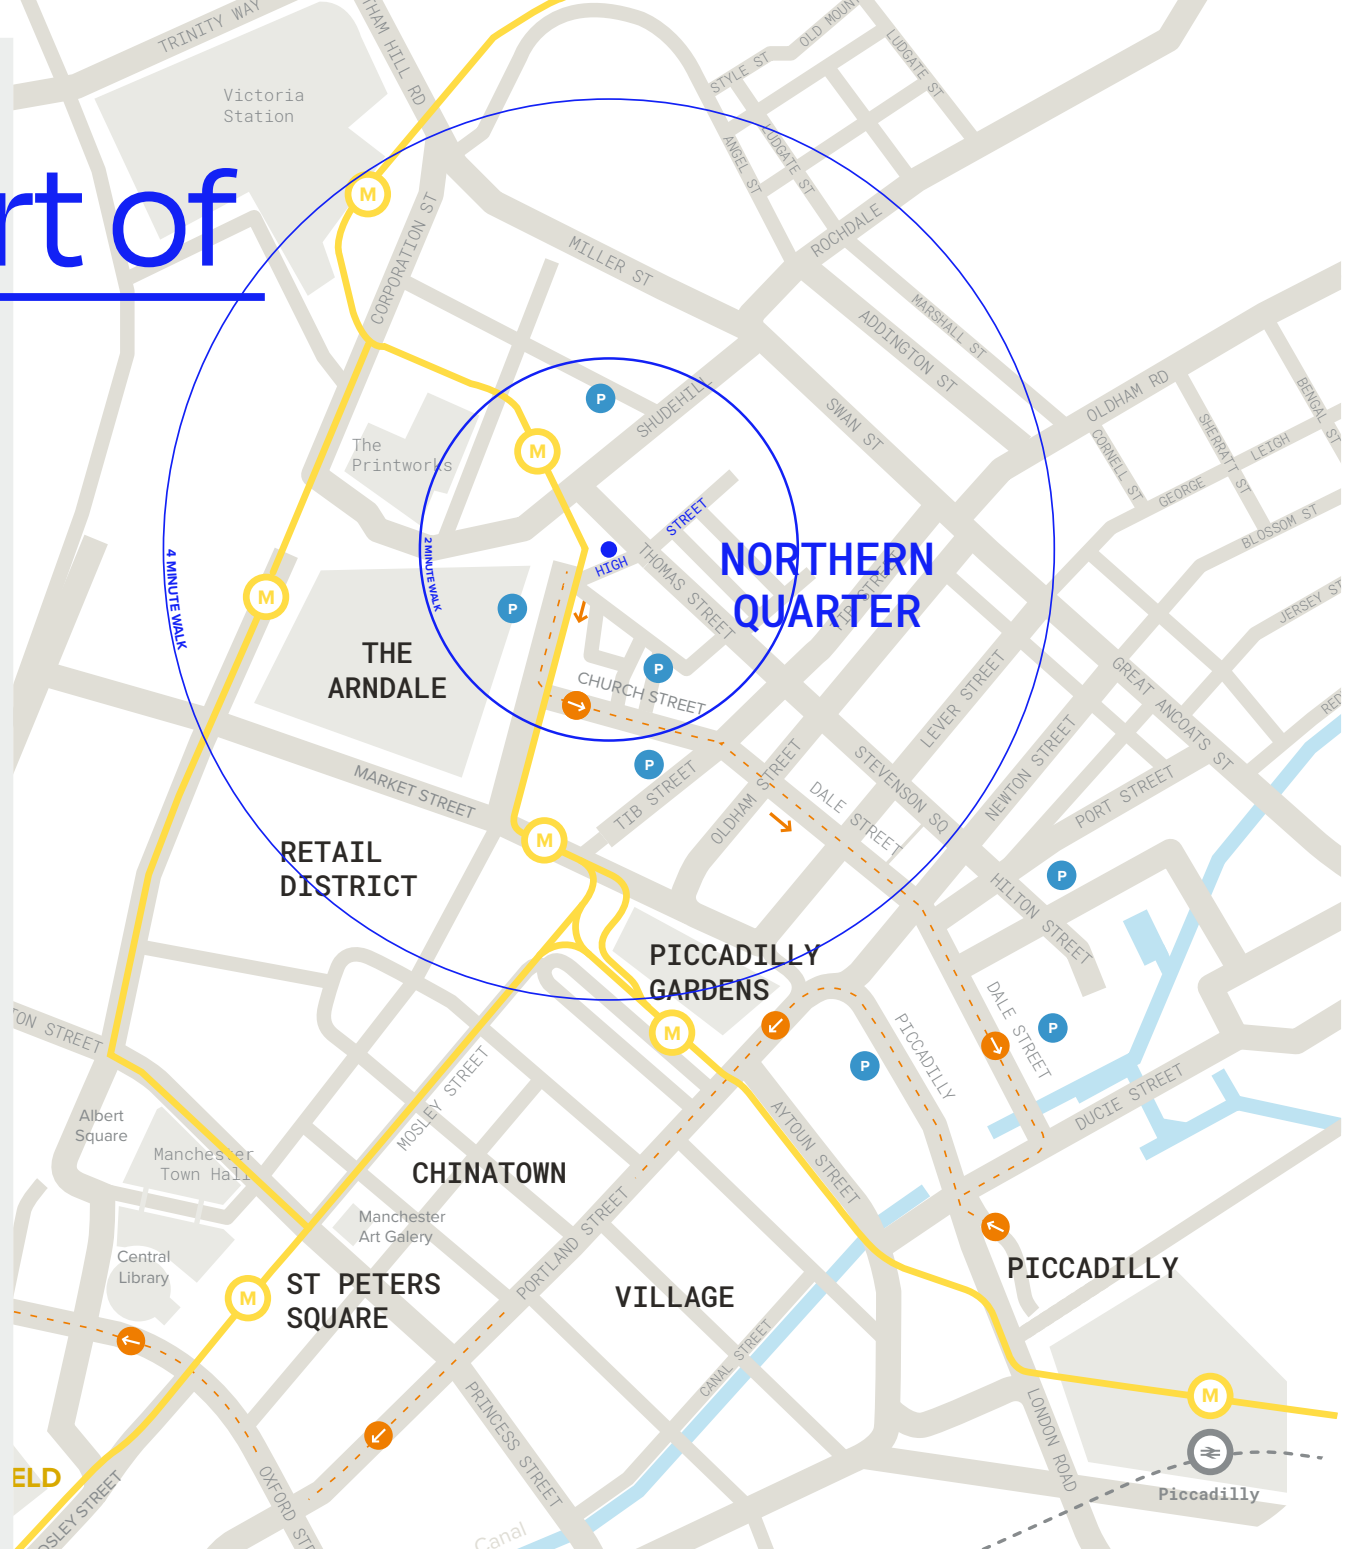 TRINITY WAY
THAM HILL RD
STYLE ST
OLD MOUNT
LUDGATE ST
Victoria
Station
ANGEL ST
LUDGATE ST
rt of
M
CORPORATION ST
MILLER ST
ROCHDALE
MARSHALL ST
ADDINGTON ST
SHUDEHILL
P
SWAN ST
OLDHAM RD
BENGAL ST
CORNELL ST
SHERRATT ST
LEIGH
GEORGE
BLOSSOM ST
JERSEY ST
The
Printworks
M
HIGH
STREET
4 MINUTE WALK
2 MINUTE WALK
THOMAS STREET
NORTHERN
QUARTER
M
P
THE
ARNDALE
P
CHURCH STREET
LEVER STREET
GREAT ANCOATS ST
RED
MARKET STREET
P
TIB STREET
OLDHAM STREET
DALE STREET
STEVENSON SQ
NEWTON STREET
PORT STREET
M
RETAIL
DISTRICT
P
HILTON STREET
PICCADILLY
GARDENS
M
TON STREET
MOSLEY STREET
PICCADILLY
DALE STREET
P
P
DUCIE STREET
AYTOUN STREET
Albert
Square
Manchester
Town Hall
CHINATOWN
Manchester
Art Galery
PORTLAND STREET
Central
Library
M
ST PETERS
SQUARE
VILLAGE
PICCADILLY
CANAL STREET
PRINCESS STREET
LONDON ROAD
M
Piccadilly
ELD
OSLEY STREET
OXFORD STR
Canal